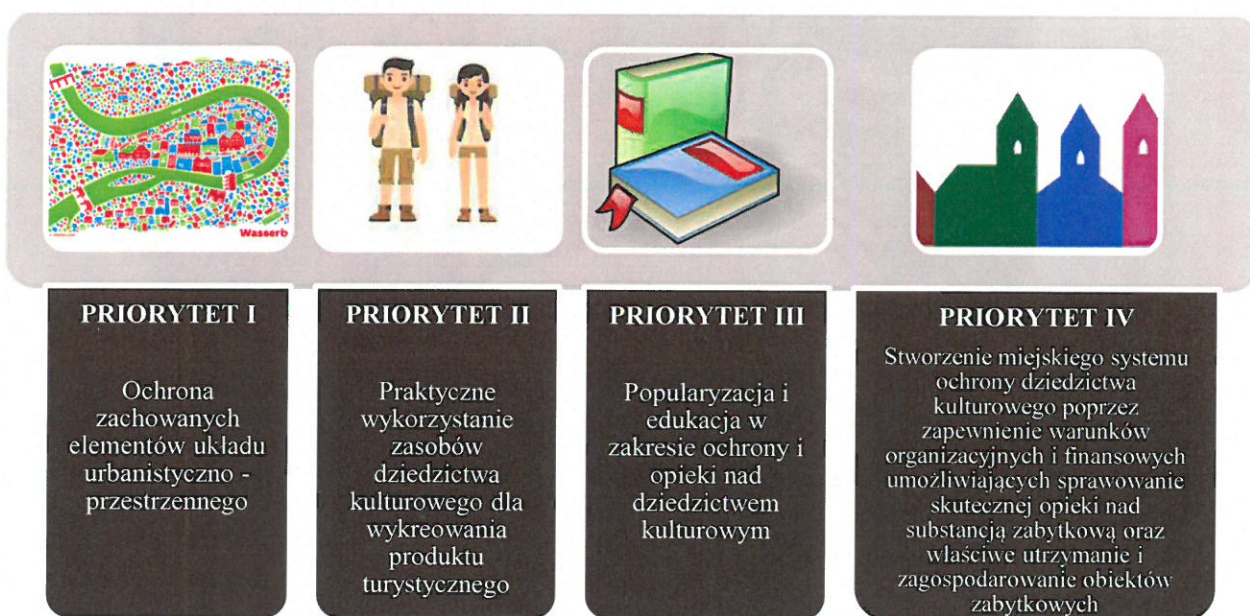 Wasserb
PRIORYTET I
Ochrona
zachowanych
elementów układu
urbanistyczno -
przestrzennego
PRIORYTET II
Praktyczne
wykorzystanie
zasobów
dziedzictwa
kulturowego dla
wykreowania
produktu
turystycznego
PRIORYTET III
Popularyzacja i
edukacja w
zakresie ochrony i
opieki nad
dziedzictwem
kulturowym
PRIORYTET IV
Stworzenie miejskiego systemu
ochrony dziedzictwa
kulturowego poprzez
zapewnienie warunków
organizacyjnych i finansowych
umożliwiających sprawowanie
skutecznej opieki nad
substancją zabytkową oraz
właściwe utrzymanie i
zagospodarowanie obiektów
zabytkowych